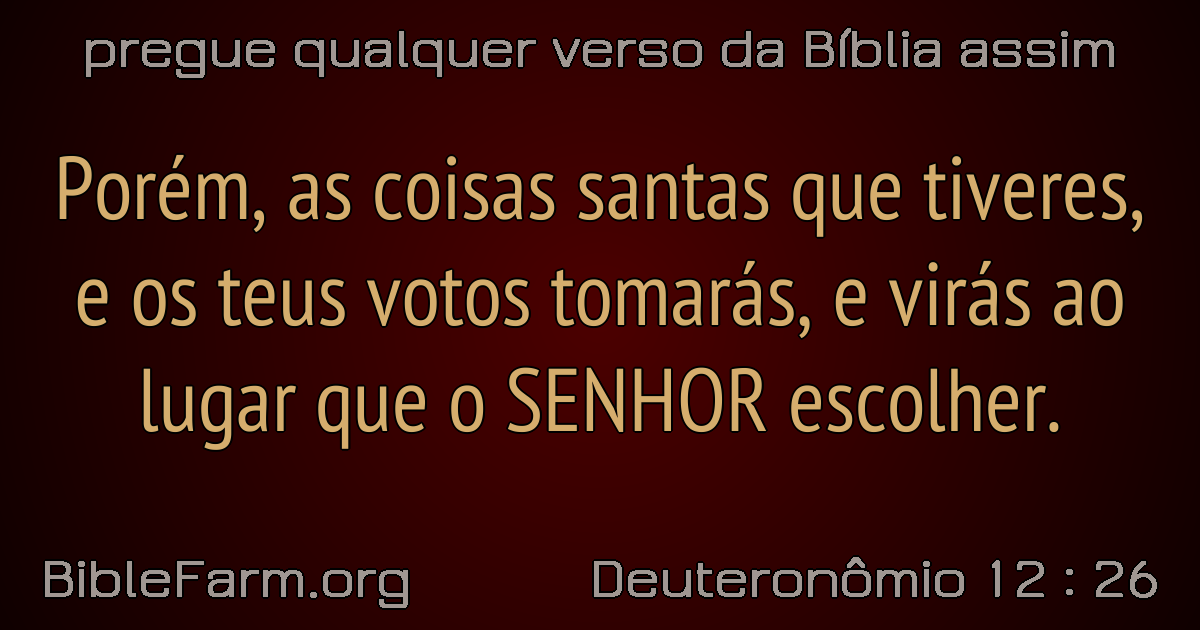 pregue qualquer verso da Bíblia assim
Porém, as coisas santas que tiveres,
e os teus votos tomarás, e virás ao
lugar que o SENHOR escolher.
BibleFarm.org
Deuteronômio 12 : 26